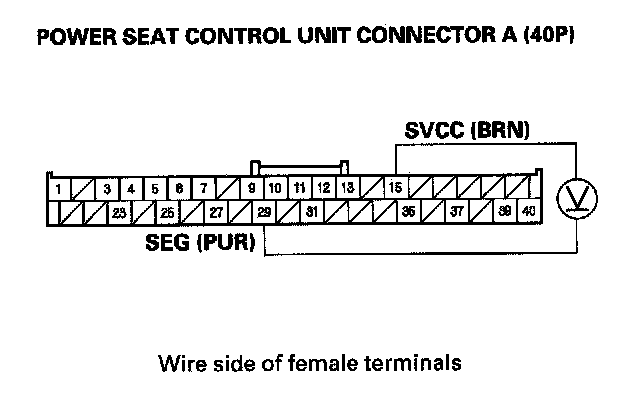 POWER SEAT CONTROL UNIT CONNECTOR A (40P)
SVCC (BRN)
1 3 4 5 6 7 9 10 11 12 13 15
V
23 25 27 29 31 35 37 39 40
SEG (PUR)
Wire side of female terminals